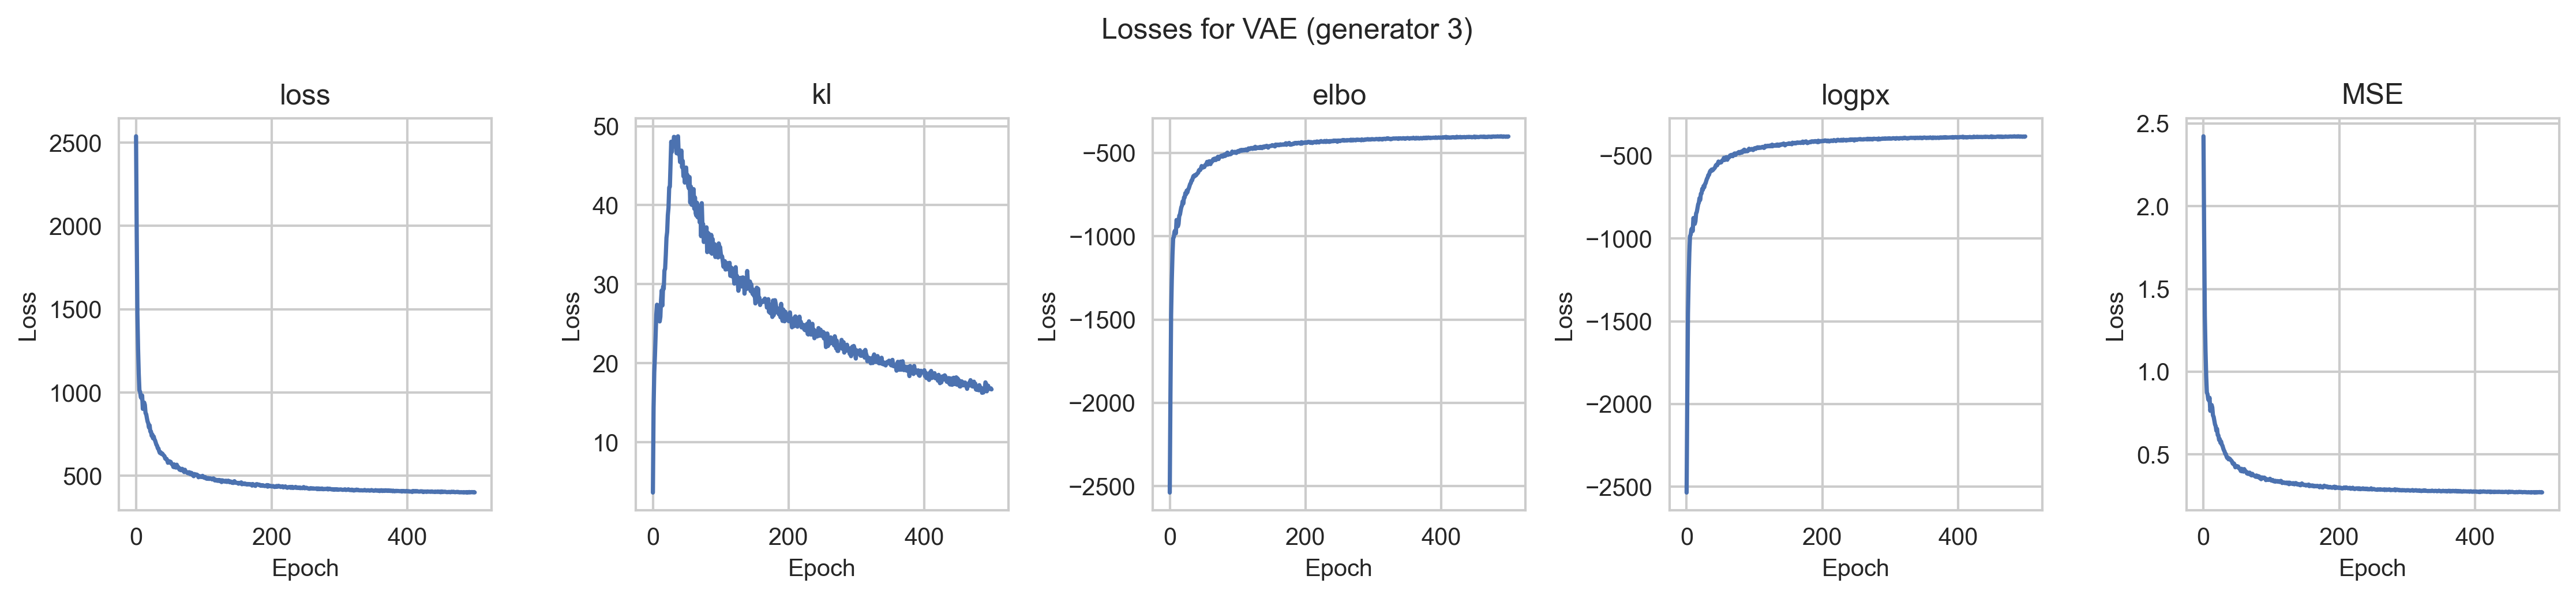 Losses for VAE (generator 3)
loss
2500
2000
1500
1000
500
Loss
0 200 400
Epoch
kl
50
40
30
20
10
Loss
0 200 400
Epoch
elbo
−500
−1000
−1500
−2000
−2500
Loss
0 200 400
Epoch
logpx
−500
−1000
−1500
−2000
−2500
Loss
0 200 400
Epoch
MSE
2.5
2.0
1.5
1.0
0.5
Loss
0 200 400
Epoch